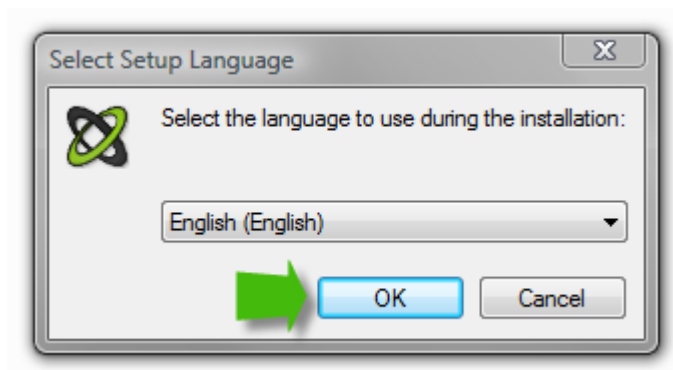 Select Setup Language
Select the language to use during the installation:
English (English)
OK
Cancel